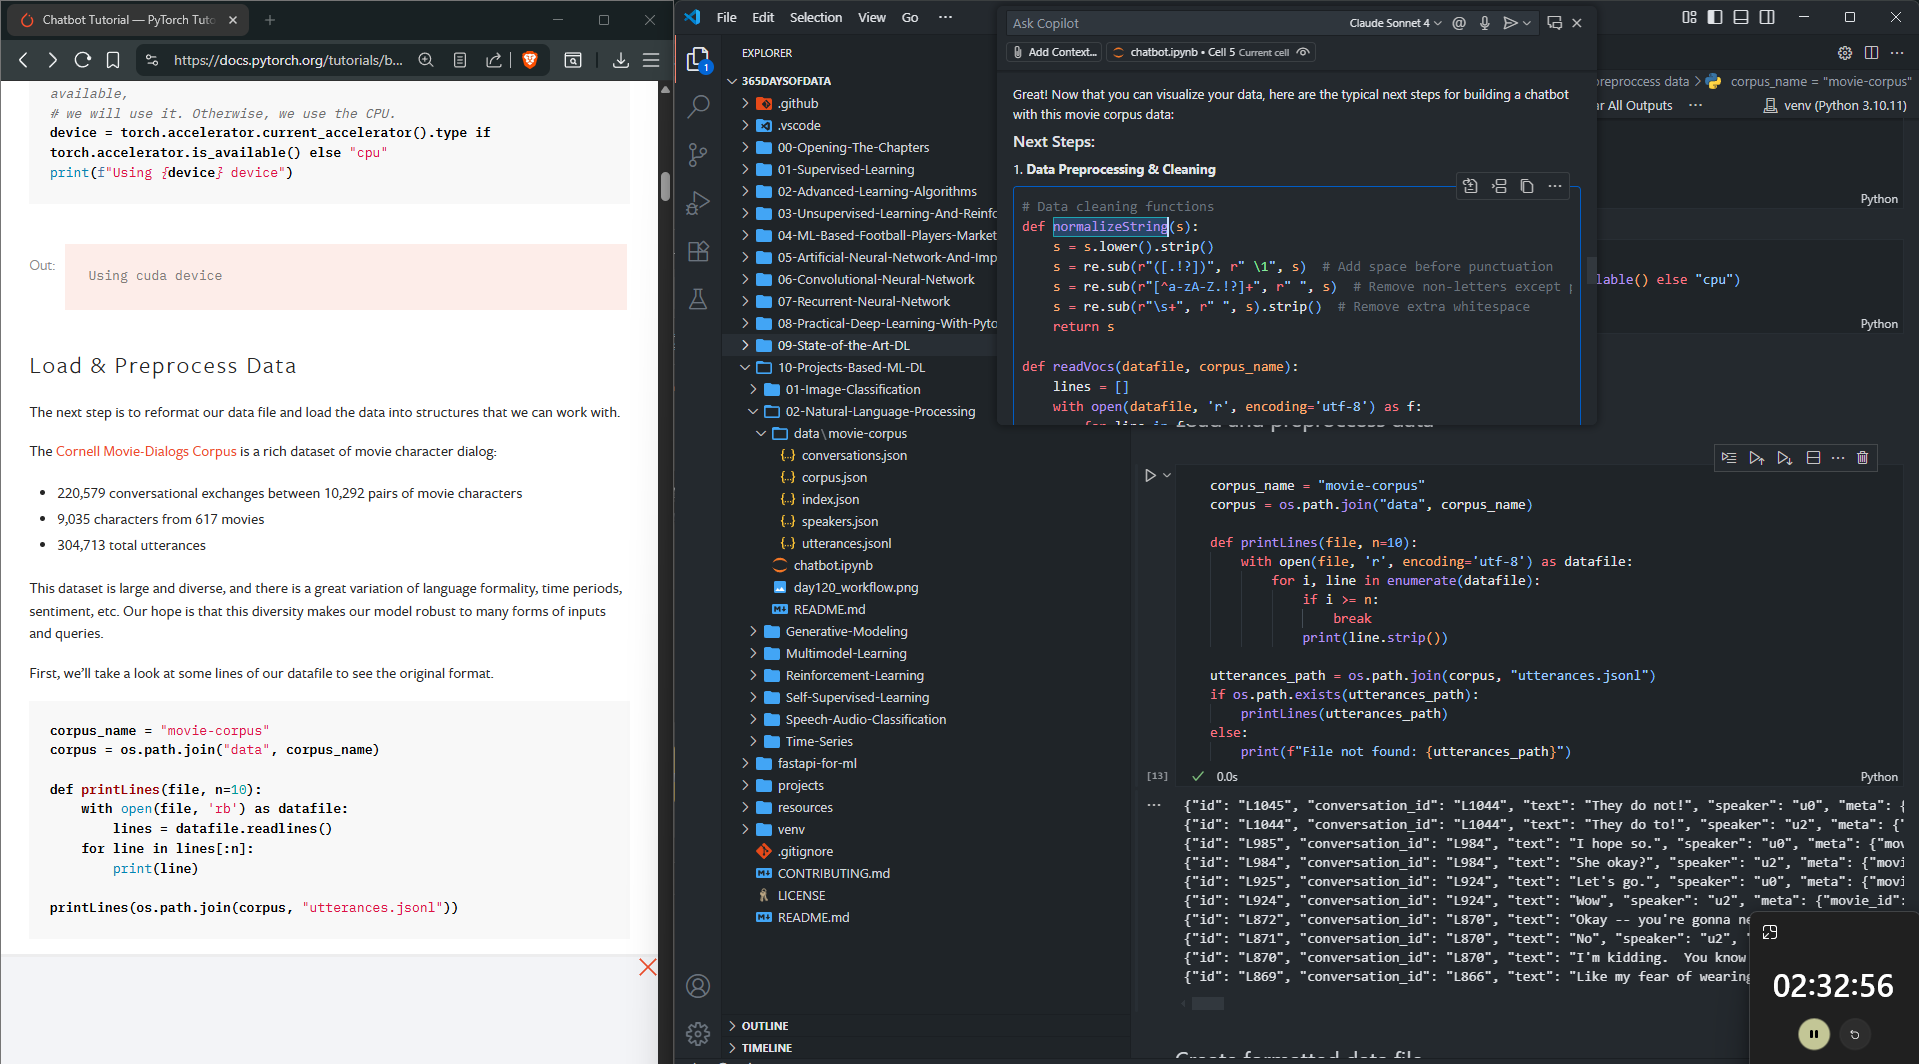 Chatbot Tutorial — PyTorch Tuto
https://docs.pytorch.org/tutorials/b...
available,
# we will use it. Otherwise, we use the CPU.
device = torch.accelerator.current_accelerator().type if
torch.accelerator.is_available() else "cpu"
print(f"Using {device} device")
Out:
Using cuda device
Load & Preprocess Data
The next step is to reformat our data file and load the data into structures that we can work with.
The Cornell Movie-Dialogs Corpus is a rich dataset of movie character dialog:
220,579 conversational exchanges between 10,292 pairs of movie characters
9,035 characters from 617 movies
304,713 total utterances
This dataset is large and diverse, and there is a great variation of language formality, time periods,
sentiment, etc. Our hope is that this diversity makes our model robust to many forms of inputs
and queries.
First, we'll take a look at some lines of our datafile to see the original format.
corpus_name = "movie-corpus"
corpus = os.path.join("data", corpus_name)
def printLines(file, n=10):
with open(file, 'rb') as datafile:
lines = datafile.readlines()
for line in lines[:n]:
print(line)
printLines(os.path.join(corpus, "utterances.jsonl"))
File Edit Selection View Go ···
EXPLORER
1
365DAYSOFDATA
.github
.vscode
00-Opening-The-Chapters
01-Supervised-Learning
02-Advanced-Learning-Algorithms
03-Unsupervised-Learning-And-Reinfo
04-ML-Based-Football-Players-Market
05-Artificial-Neural-Network-And-Imp
06-Convolutional-Neural-Network
07-Recurrent-Neural-Network
08-Practical-Deep-Learning-With-Pyto
09-State-of-the-Art-DL
10-Projects-Based-ML-DL
01-Image-Classification
02-Natural-Language-Processing
data\movie-corpus
conversations.json
corpus.json
index.json
speakers.json
utterances.jsonl
chatbot.ipynb
day120_workflow.png
README.md
Generative-Modeling
Multimodel-Learning
Reinforcement-Learning
Self-Supervised-Learning
Speech-Audio-Classification
Time-Series
fastapi-for-ml
projects
resources
venv
.gitignore
CONTRIBUTING.md
LICENSE
README.md
OUTLINE
TIMELINE
Ask Copilot
Claude Sonnet 4
Add Context...
chatbot.ipynb • Cell 5 Current cell
Great! Now that you can visualize your data, here are the typical next steps for building a chatbot
with this movie corpus data:
Next Steps:
1. Data Preprocessing & Cleaning
# Data cleaning functions
def normalizeString(s):
s = s.lower().strip()
s = re.sub(r"([.!?])", r" \1", s)  # Add space before punctuation
s = re.sub(r"[^a-zA-Z.!?]+", r" ", s)  # Remove non-letters except
s = re.sub(r"\s+", r" ", s).strip()  # Remove extra whitespace
return s
def readVocs(datafile, corpus_name):
lines = []
with open(datafile, 'r', encoding='utf-8') as f:
preproccess data > corpus_name = "movie-corpus"
r All Outputs ···
venv (Python 3.10.11)
Python
lable() else "cpu")
Python
Load and preproccess data
corpus_name = "movie-corpus"
corpus = os.path.join("data", corpus_name)
def printLines(file, n=10):
with open(file, 'r', encoding='utf-8') as datafile:
for i, line in enumerate(datafile):
if i >= n:
break
print(line.strip())
utterances_path = os.path.join(corpus, "utterances.jsonl")
if os.path.exists(utterances_path):
printLines(utterances_path)
else:
print(f"File not found: {utterances_path}")
[13] 0.0s Python
{"id": "L1045", "conversation_id": "L1044", "text": "They do not!", "speaker": "u0", "meta": {
{"id": "L1044", "conversation_id": "L1044", "text": "They do to!", "speaker": "u2", "meta": {"
{"id": "L985", "conversation_id": "L984", "text": "I hope so.", "speaker": "u0", "meta": {"mov
{"id": "L984", "conversation_id": "L984", "text": "She okay?", "speaker": "u2", "meta": {"movi
{"id": "L925", "conversation_id": "L924", "text": "Let's go.", "speaker": "u0", "meta": {"movi
{"id": "L924", "conversation_id": "L924", "text": "Wow", "speaker": "u2", "meta": {"movie_id":
{"id": "L872", "conversation_id": "L870", "text": "Okay -- you're gonna ne
{"id": "L871", "conversation_id": "L870", "text": "No", "speaker": "u2",
{"id": "L870", "conversation_id": "L870", "text": "I'm kidding.  You know
{"id": "L869", "conversation_id": "L866", "text": "Like my fear of wearing
Create formatted data file
02:32:56